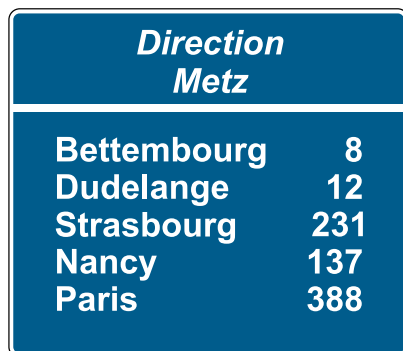 Direction
Metz
Bettembourg 8
Dudelange 12
Strasbourg 231
Nancy 137
Paris 388